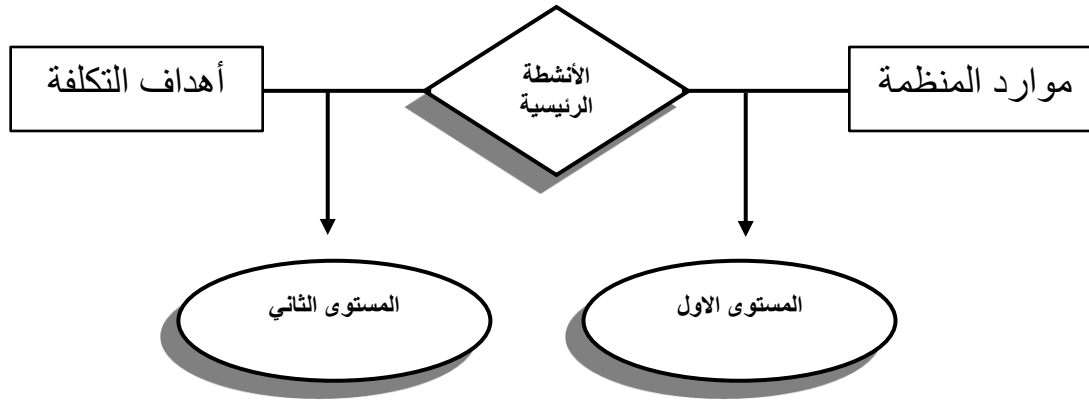 موارد المنظمة
الأنشطة
الرئيسية
أهداف التكلفة
المستوى الاول
المستوى الثاني